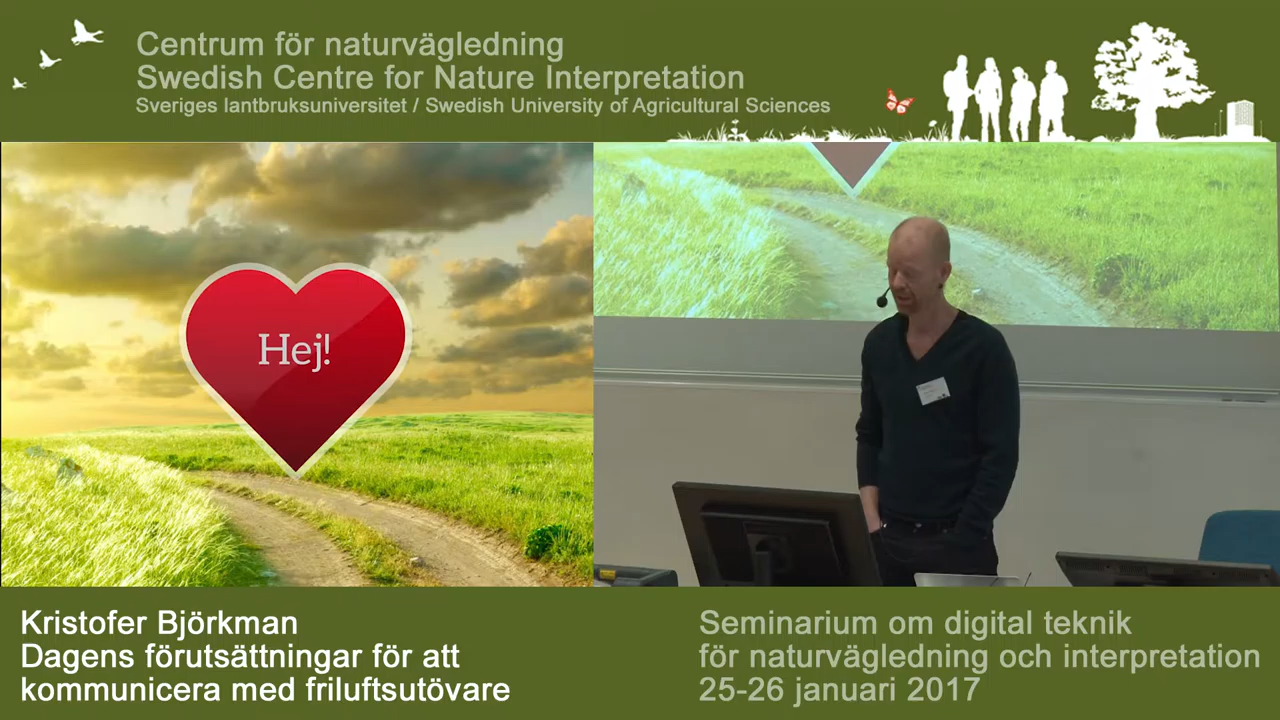 Centrum för naturvägledning
Swedish Centre for Nature Interpretation
Sveriges lantbruksuniversitet / Swedish University of Agricultural Sciences
Hej!
Kristofer Björkman
Dagens förutsättningar för att
kommunicera med friluftsutövare
Seminarium om digital teknik
för naturvägledning och interpretation
25-26 januari 2017